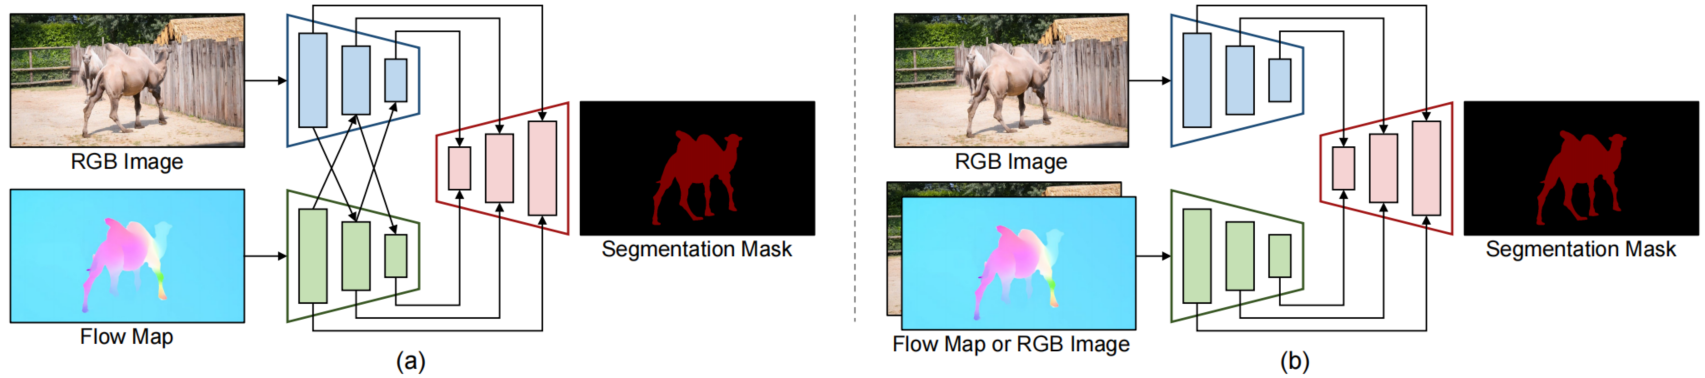 RGB Image
Flow Map
Segmentation Mask
(a)
RGB Image
Flow Map or RGB Image
Segmentation Mask
(b)